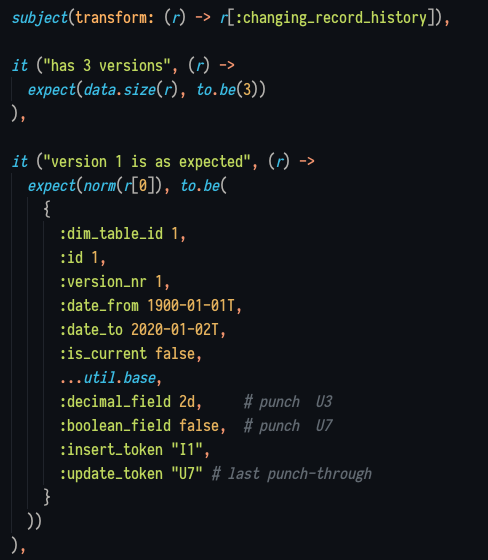 subject(transform: (r) -> r[:changing_record_history]),
it ("has 3 versions", (r) ->
expect(data.size(r), to.be(3))
),
it ("version 1 is as expected", (r) ->
expect(norm(r[0]), to.be(
{
:dim_table_id 1,
:id 1,
:version_nr 1,
:date_from 1900-01-01T,
:date_to 2020-01-02T,
:is_current false,
...util.base,
:decimal_field 2d,     # punch  U3
:boolean_field false,  # punch  U7
:insert_token "I1",
:update_token "U7" # last punch-through
}
))
),